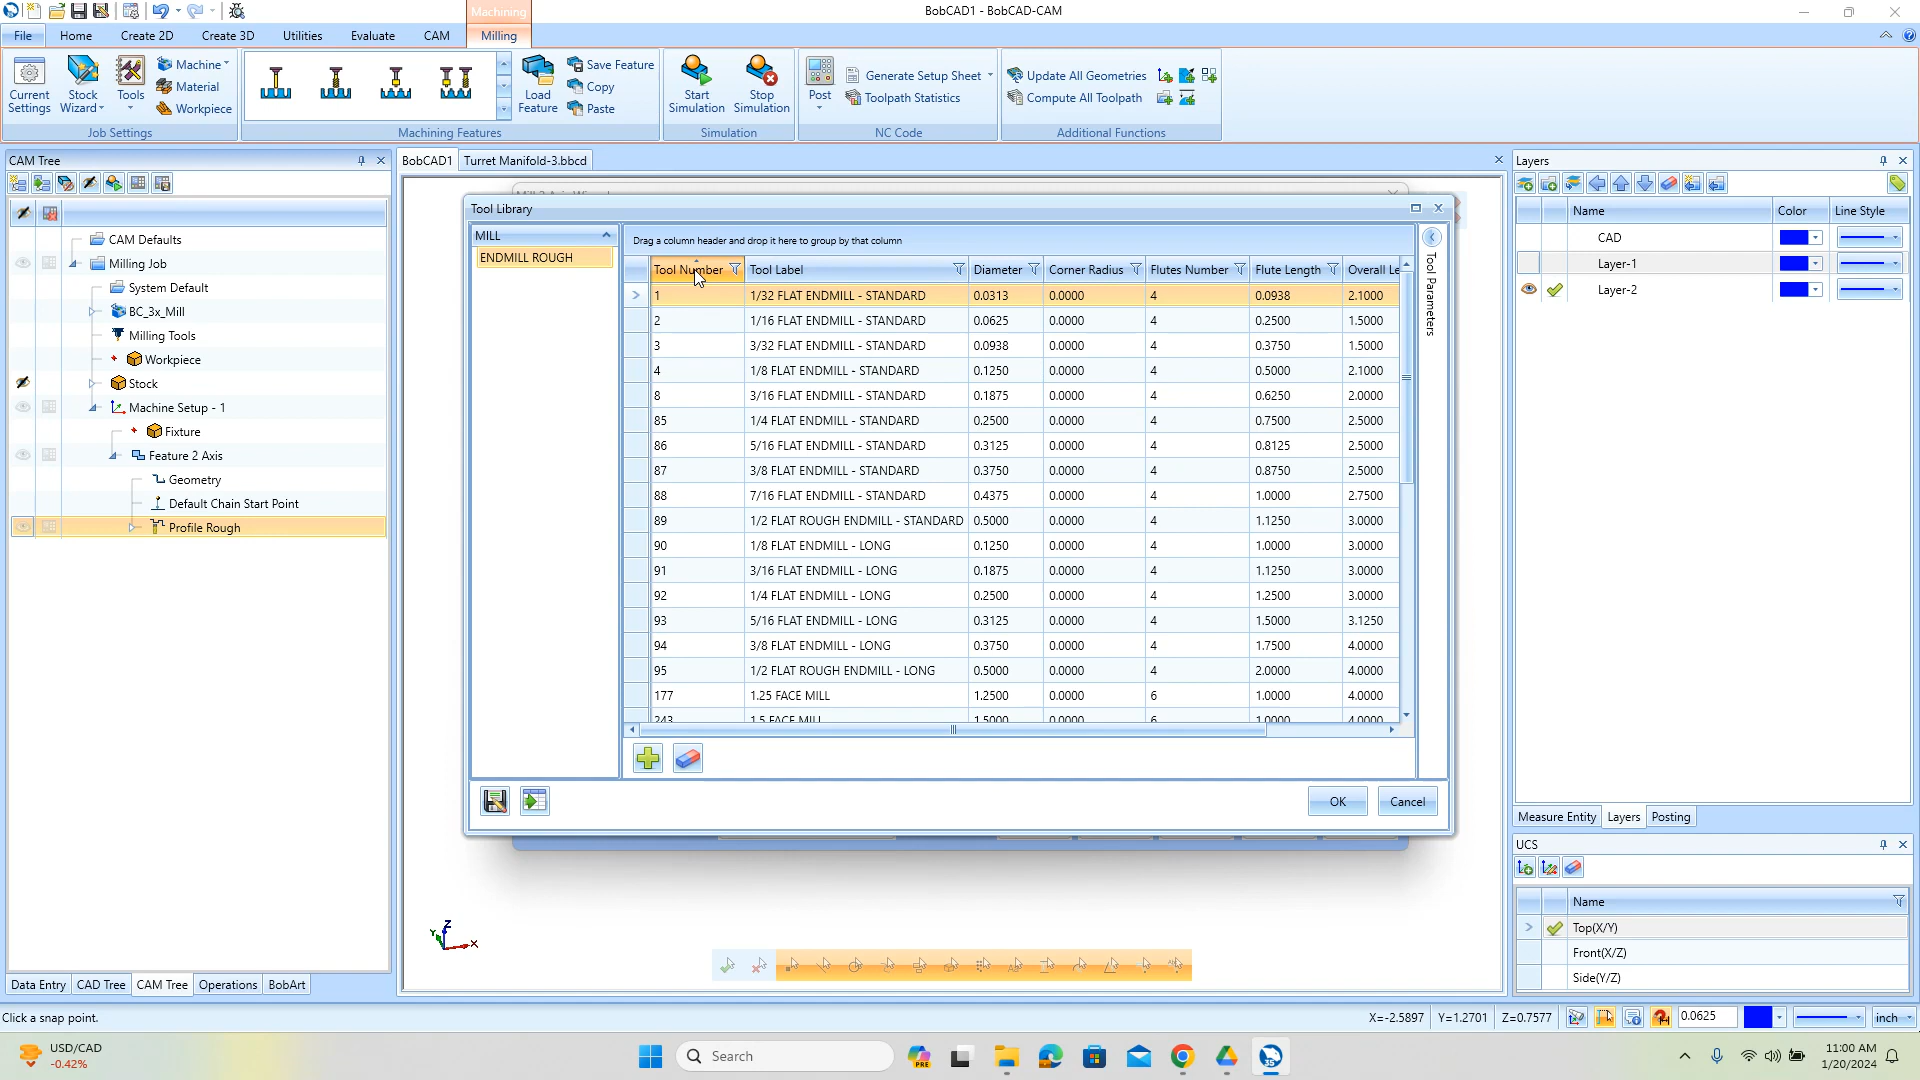 Machining
BobCAD1 - BobCAD-CAM
File Home Create 2D Create 3D Utilities Evaluate CAM Milling
Current Settings
Stock Wizard
Tools
Machine
Material
Workpiece
Job Settings
Load Feature
Save Feature
Copy
Paste
Machining Features
Start Simulation
Stop Simulation
Simulation
Post
Generate Setup Sheet
Toolpath Statistics
NC Code
Update All Geometries
Compute All Toolpath
Additional Functions
CAM Tree
CAM Defaults
Milling Job
System Default
BC_3x_Mill
Milling Tools
Workpiece
Stock
Machine Setup - 1
Fixture
Feature 2 Axis
Geometry
Default Chain Start Point
Profile Rough
Data Entry CAD Tree CAM Tree Operations BobArt
BobCAD1 Turret Manifold-3.bbcd
Tool Library
MILL
ENDMILL ROUGH
Drag a column header and drop it here to group by that column
Tool Number Tool Label Diameter Corner Radius Flutes Number Flute Length Overall Le
1 1/32 FLAT ENDMILL - STANDARD 0.0313 0.0000 4 0.0938 2.1000
2 1/16 FLAT ENDMILL - STANDARD 0.0625 0.0000 4 0.2500 1.5000
3 3/32 FLAT ENDMILL - STANDARD 0.0938 0.0000 4 0.3750 1.5000
4 1/8 FLAT ENDMILL - STANDARD 0.1250 0.0000 4 0.5000 2.1000
8 3/16 FLAT ENDMILL - STANDARD 0.1875 0.0000 4 0.6250 2.0000
85 1/4 FLAT ENDMILL - STANDARD 0.2500 0.0000 4 0.7500 2.5000
86 5/16 FLAT ENDMILL - STANDARD 0.3125 0.0000 4 0.8125 2.5000
87 3/8 FLAT ENDMILL - STANDARD 0.3750 0.0000 4 0.8750 2.5000
88 7/16 FLAT ENDMILL - STANDARD 0.4375 0.0000 4 1.0000 2.7500
89 1/2 FLAT ROUGH ENDMILL - STANDARD 0.5000 0.0000 4 1.1250 3.0000
90 1/8 FLAT ENDMILL - LONG 0.1250 0.0000 4 1.0000 3.0000
91 3/16 FLAT ENDMILL - LONG 0.1875 0.0000 4 1.1250 3.0000
92 1/4 FLAT ENDMILL - LONG 0.2500 0.0000 4 1.2500 3.0000
93 5/16 FLAT ENDMILL - LONG 0.3125 0.0000 4 1.5000 3.1250
94 3/8 FLAT ENDMILL - LONG 0.3750 0.0000 4 1.7500 4.0000
95 1/2 FLAT ROUGH ENDMILL - LONG 0.5000 0.0000 4 2.0000 4.0000
177 1.25 FACE MILL 1.2500 0.0000 6 1.0000 4.0000
243 1.5 FACE MILL 1.5000 0.0000 6 1.0000 4.0000
Tool Parameters
OK Cancel
Z
Y
X
Layers
Name Color Line Style
CAD
Layer-1
Layer-2
Measure Entity Layers Posting
UCS
Name
Top(X/Y)
Front(X/Z)
Side(Y/Z)
Click a snap point.
X=-2.5897 Y=1.2701 Z=0.7577 0.0625 inch
USD/CAD
-0.42%
Search
PRE
11:00 AM
1/20/2024